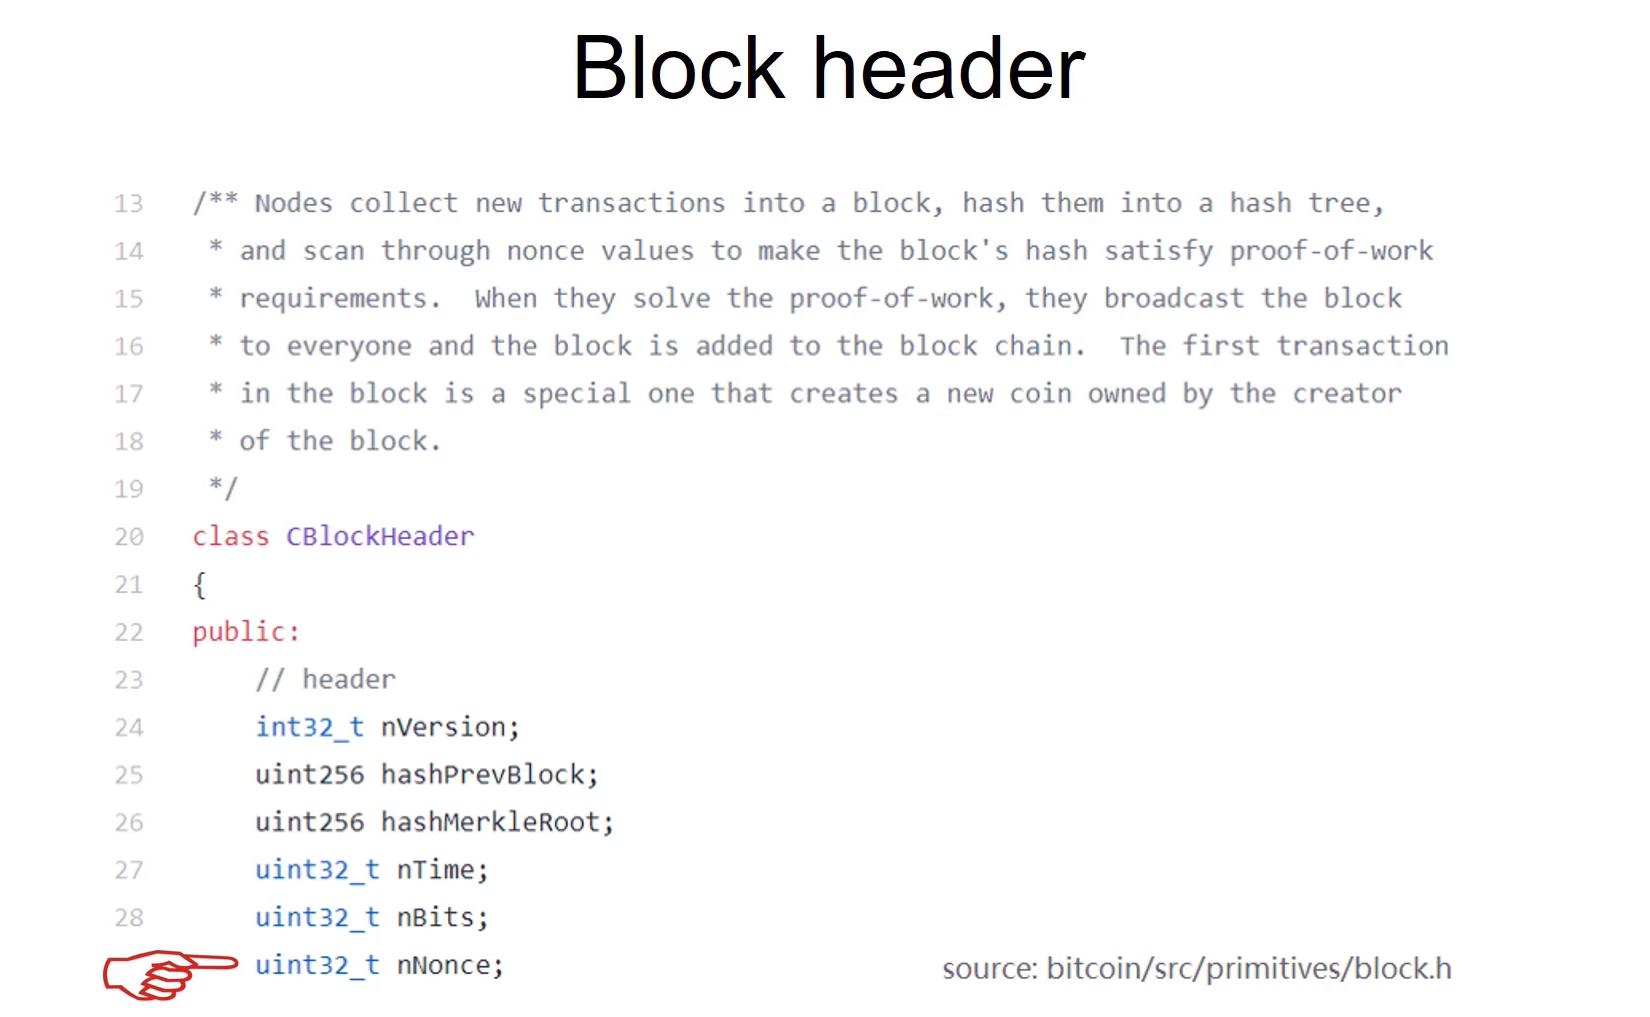 Block header
13 /** Nodes collect new transactions into a block, hash them into a hash tree,
14 * and scan through nonce values to make the block's hash satisfy proof-of-work
15 * requirements.  When they solve the proof-of-work, they broadcast the block
16 * to everyone and the block is added to the block chain.  The first transaction
17 * in the block is a special one that creates a new coin owned by the creator
18 * of the block.
19 */
20 class CBlockHeader
21 {
22 public:
23 // header
24 int32_t nVersion;
25 uint256 hashPrevBlock;
26 uint256 hashMerkleRoot;
27 uint32_t nTime;
28 uint32_t nBits;
uint32_t nNonce;
source: bitcoin/src/primitives/block.h